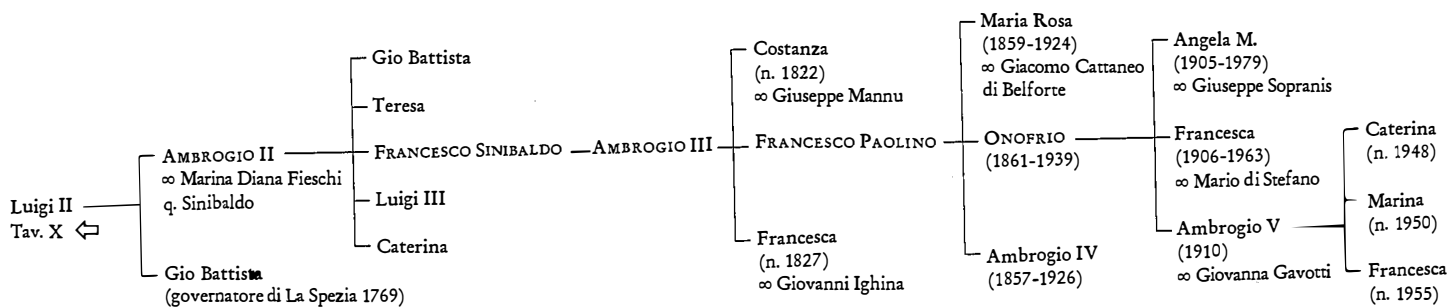 Luigi II
Tav. X ⇦
AMBROGIO II
∞ Marina Diana Fieschi
q. Sinibaldo
Gio Battista
(governatore di La Spezia 1769)
Gio Battista
Teresa
FRANCESCO SINIBALDO
Luigi III
Caterina
AMBROGIO III
Costanza
(n. 1822)
∞ Giuseppe Mannu
FRANCESCO PAOLINO
Francesca
(n. 1827)
∞ Giovanni Ighina
Maria Rosa
(1859-1924)
∞ Giacomo Cattaneo
di Belforte
ONOFRIO
(1861-1939)
Ambrogio IV
(1857-1926)
Angela M.
(1905-1979)
∞ Giuseppe Sopranis
Francesca
(1906-1963)
∞ Mario di Stefano
Ambrogio V
(1910)
∞ Giovanna Gavotti
Caterina
(n. 1948)
Marina
(n. 1950)
Francesca
(n. 1955)